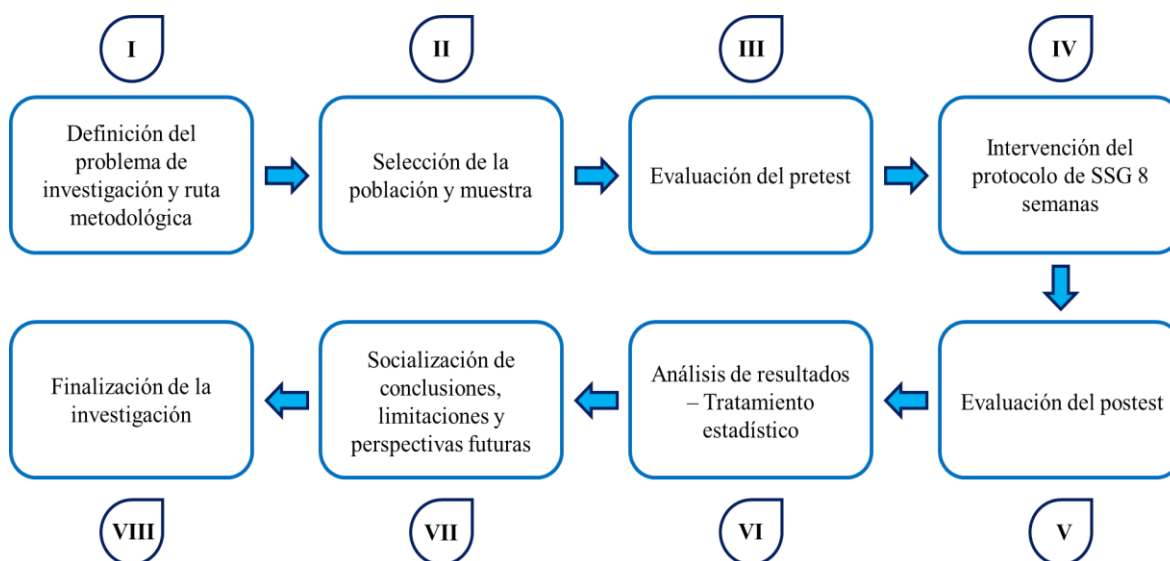 I
II
III
IV
Definición del
problema de
investigación y ruta
metodológica
Selección de la
población y muestra
Evaluación del pretest
Intervención del
protocolo de SSG 8
semanas
Evaluación del postest
Análisis de resultados
– Tratamiento
estadístico
Socialización de
conclusiones,
limitaciones y
perspectivas futuras
Finalización de la
investigación
VIII
VII
VI
V